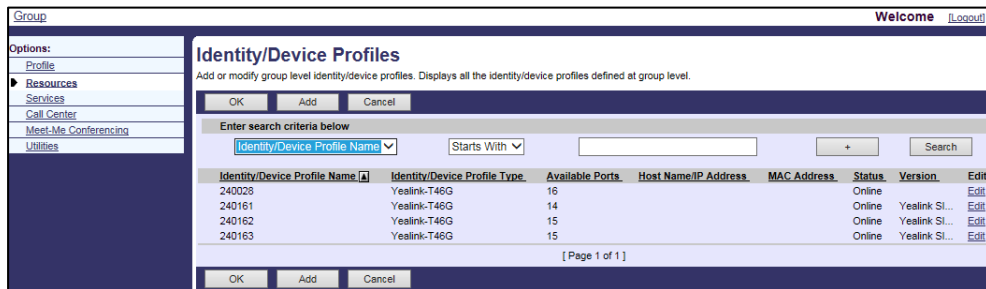 Group
Welcome [Logout]
Options:
Profile
Resources
Services
Call Center
Meet-Me Conferencing
Utilities
Identity/Device Profiles
Add or modify group level identity/device profiles. Displays all the identity/device profiles defined at group level.
OK Add Cancel
Enter search criteria below
Identity/Device Profile Name Starts With + Search
Identity/Device Profile Name Identity/Device Profile Type Available Ports Host Name/IP Address MAC Address Status Version Edit
240028 Yealink-T46G 16 Online Edit
240161 Yealink-T46G 14 Online Yealink SI... Edit
240162 Yealink-T46G 15 Online Yealink SI... Edit
240163 Yealink-T46G 15 Online Yealink SI... Edit
[ Page 1 of 1 ]
OK Add Cancel